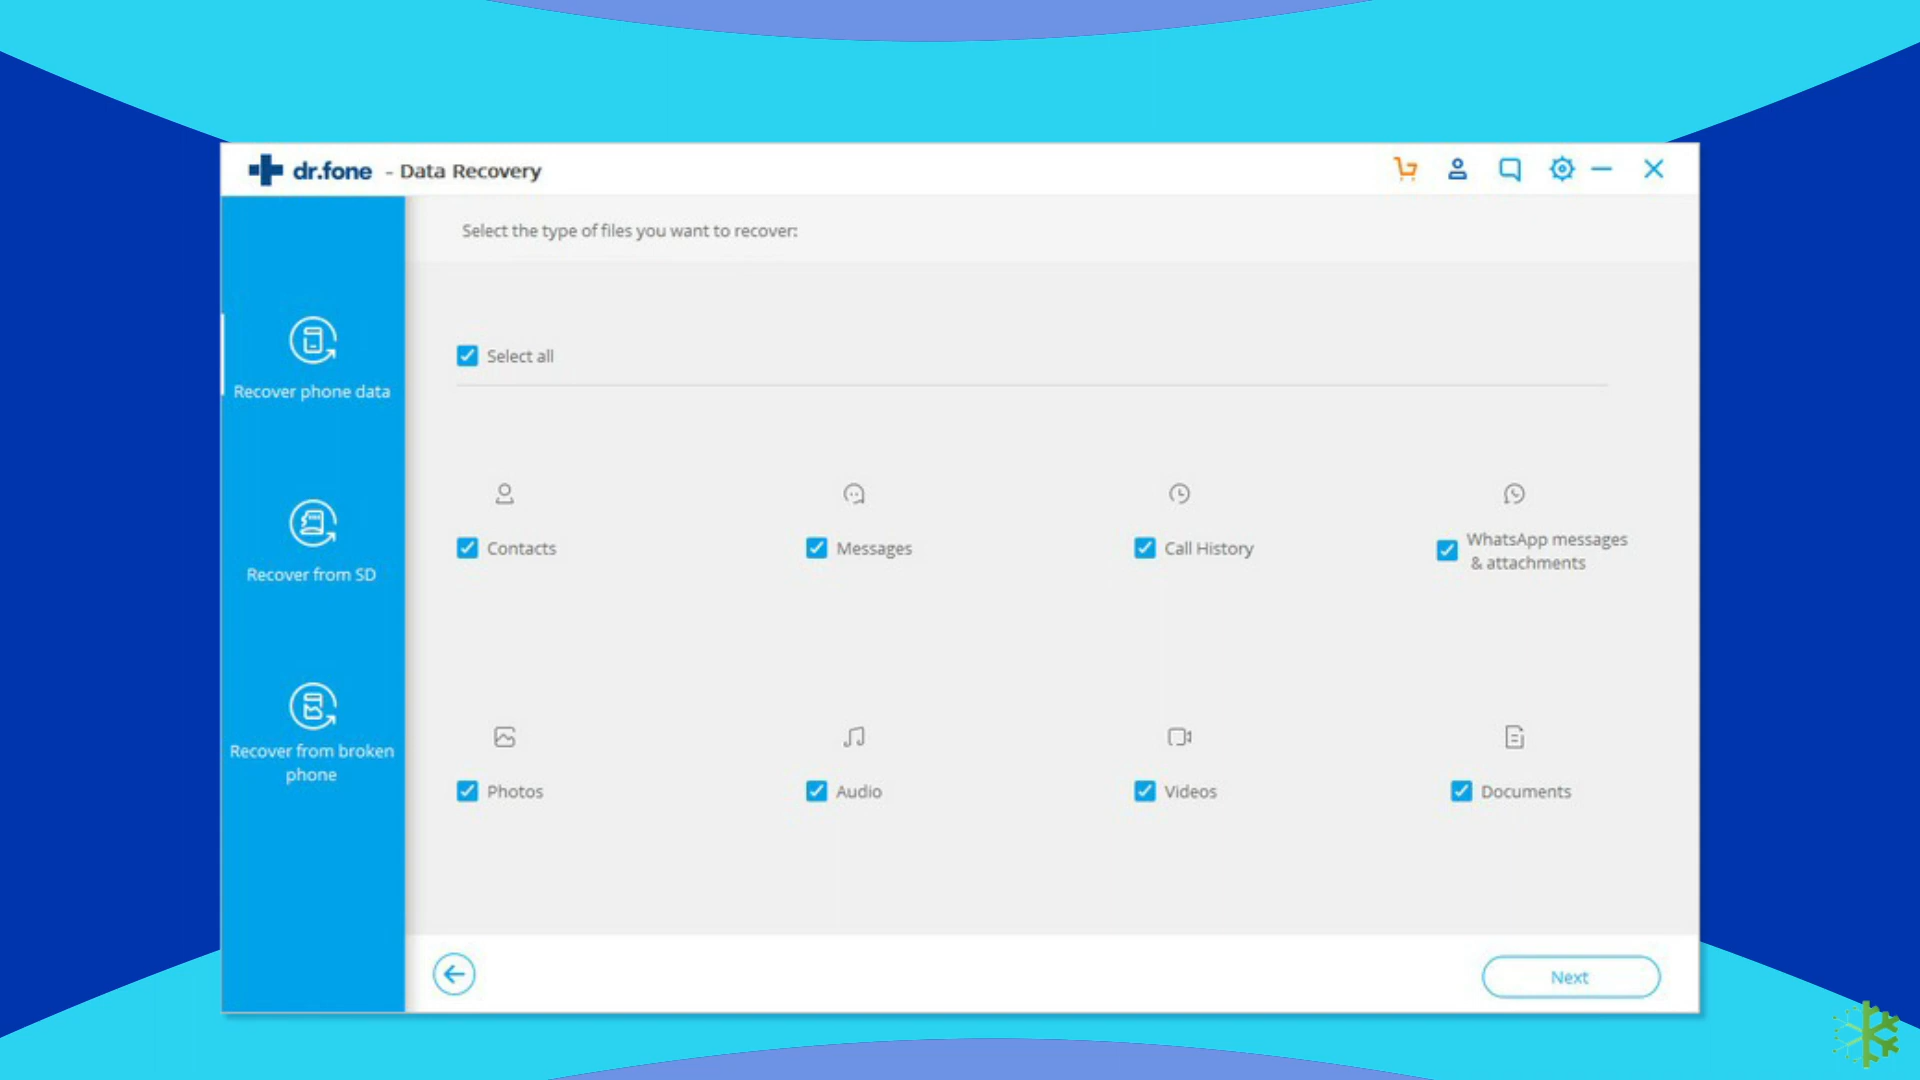 dr.fone - Data Recovery
Select the type of files you want to recover:
Select all
Recover phone data
Recover from SD
Recover from broken
phone
Contacts
Messages
Call History
WhatsApp messages
& attachments
Photos
Audio
Videos
Documents
Next